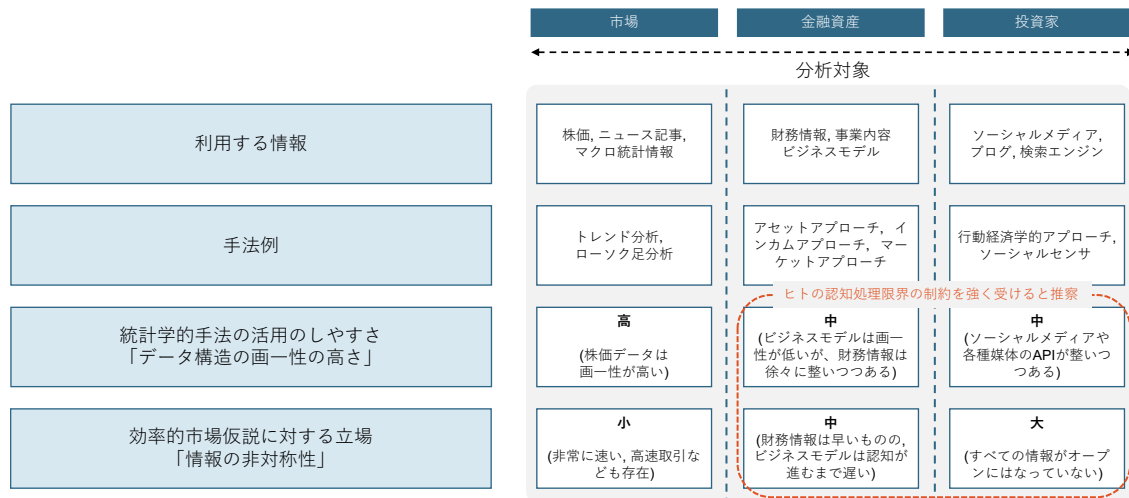 市場
金融資産
投資家
分析対象
利用する情報
株価, ニュース記事,
マクロ統計情報
財務情報, 事業内容
ビジネスモデル
ソーシャルメディア,
ブログ, 検索エンジン
手法例
トレンド分析,
ローソク足分析
アセットアプローチ, イ
ンカムアプローチ, マー
ケットアプローチ
行動経済学的アプローチ,
ソーシャルセンサ
ヒトの認知処理限界の制約を強く受けると推察
統計学的手法の活用のしやすさ
「データ構造の画一性の高さ」
高
(株価データは
画一性が高い)
中
(ビジネスモデルは画一
性が低いが、財務情報は
徐々に整いつつある)
中
(ソーシャルメディアや
各種媒体のAPIが整いつ
つある)
効率的市場仮説に対する立場
「情報の非対称性」
小
(非常に速い, 高速取引な
ども存在)
中
(財務情報は早いものの,
ビジネスモデルは認知が
進むまで遅い)
大
(すべての情報がオープ
ンにはなっていない)